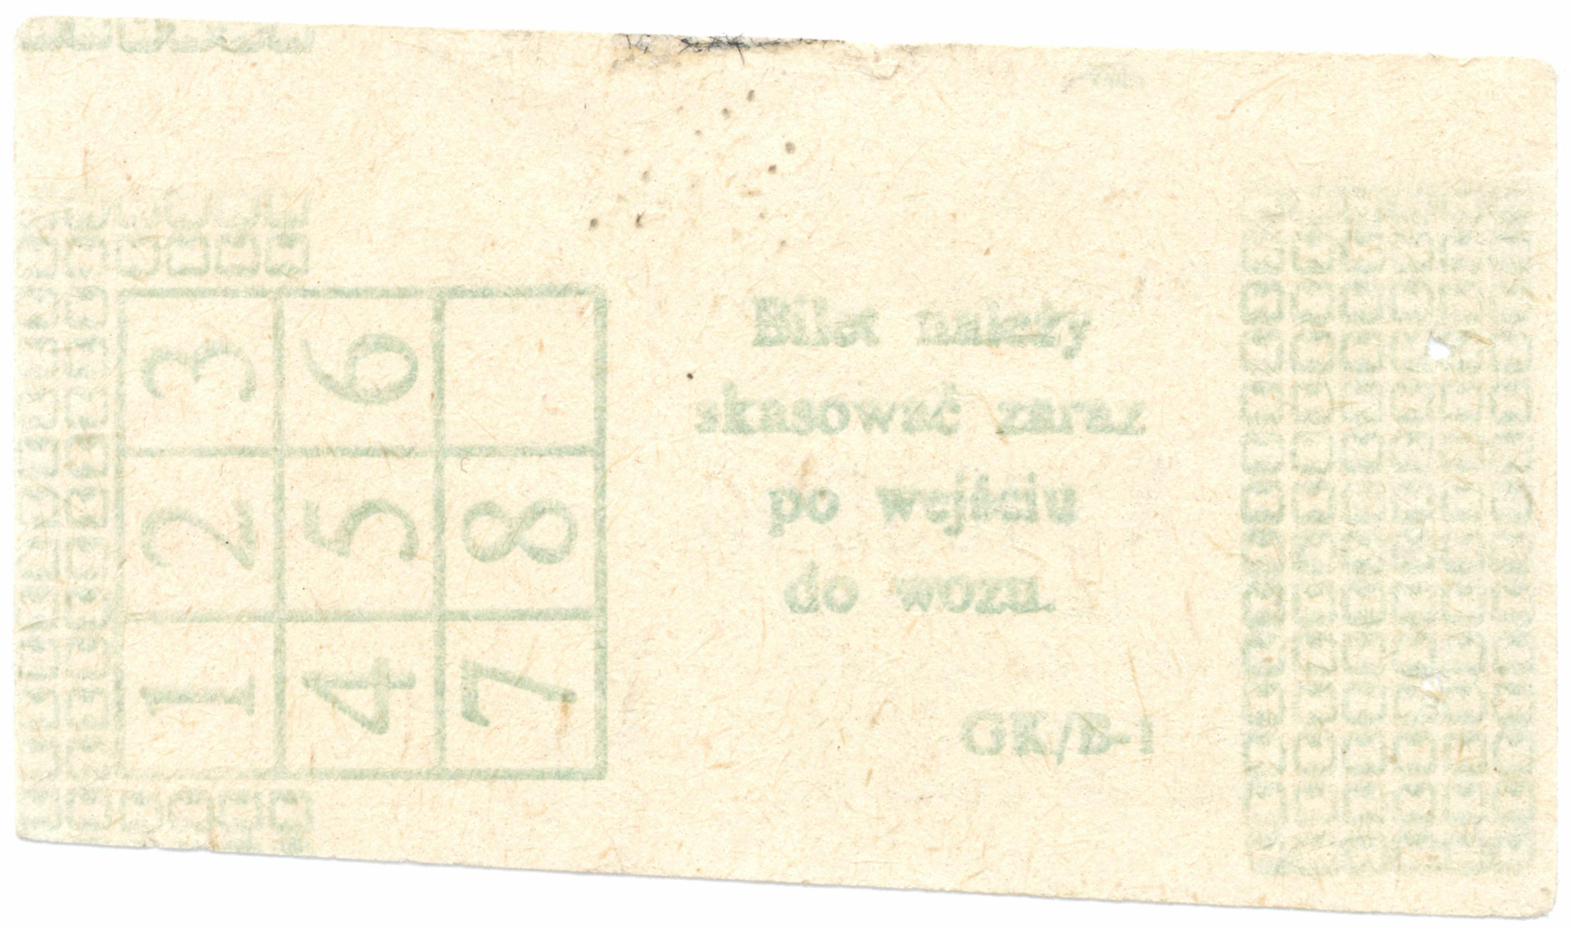 3 6
2 5 8
1 4 7
Bilet należy
skasować zaraz
po wejściu
do wozu.
GK/B-1